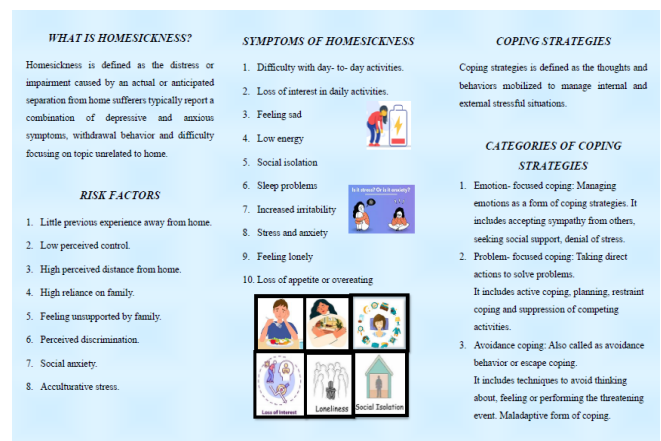 WHAT IS HOMESICKNESS?
Homesickness is defined as the distress or
impairment caused by an actual or anticipated
separation from home sufferers typically report a
combination of depressive and anxious
symptoms, withdrawal behavior and difficulty
focusing on topic unrelated to home.
RISK FACTORS
1. Little previous experience away from home.
2. Low perceived control.
3. High perceived distance from home.
4. High reliance on family.
5. Feeling unsupported by family.
6. Perceived discrimination.
7. Social anxiety.
8. Acculturative stress.
SYMPTOMS OF HOMESICKNESS
1. Difficulty with day- to- day activities.
2. Loss of interest in daily activities.
3. Feeling sad
4. Low energy
5. Social isolation
6. Sleep problems
7. Increased irritability
8. Stress and anxiety
9. Feeling lonely
10. Loss of appetite or overeating
Is it stress? Or is it anxiety?
Loss of Interest
Loneliness
Social Isolation
COPING STRATEGIES
Coping strategies is defined as the thoughts and
behaviors mobilized to manage internal and
external stressful situations.
CATEGORIES OF COPING
STRATEGIES
1. Emotion- focused coping: Managing
emotions as a form of coping strategies. It
includes accepting sympathy from others,
seeking social support, denial of stress.
2. Problem- focused coping: Taking direct
actions to solve problems.
It includes active coping, planning, restraint
coping and suppression of competing
activities.
3. Avoidance coping: Also called as avoidance
behavior or escape coping.
It includes techniques to avoid thinking
about, feeling or performing the threatening
event. Maladaptive form of coping.